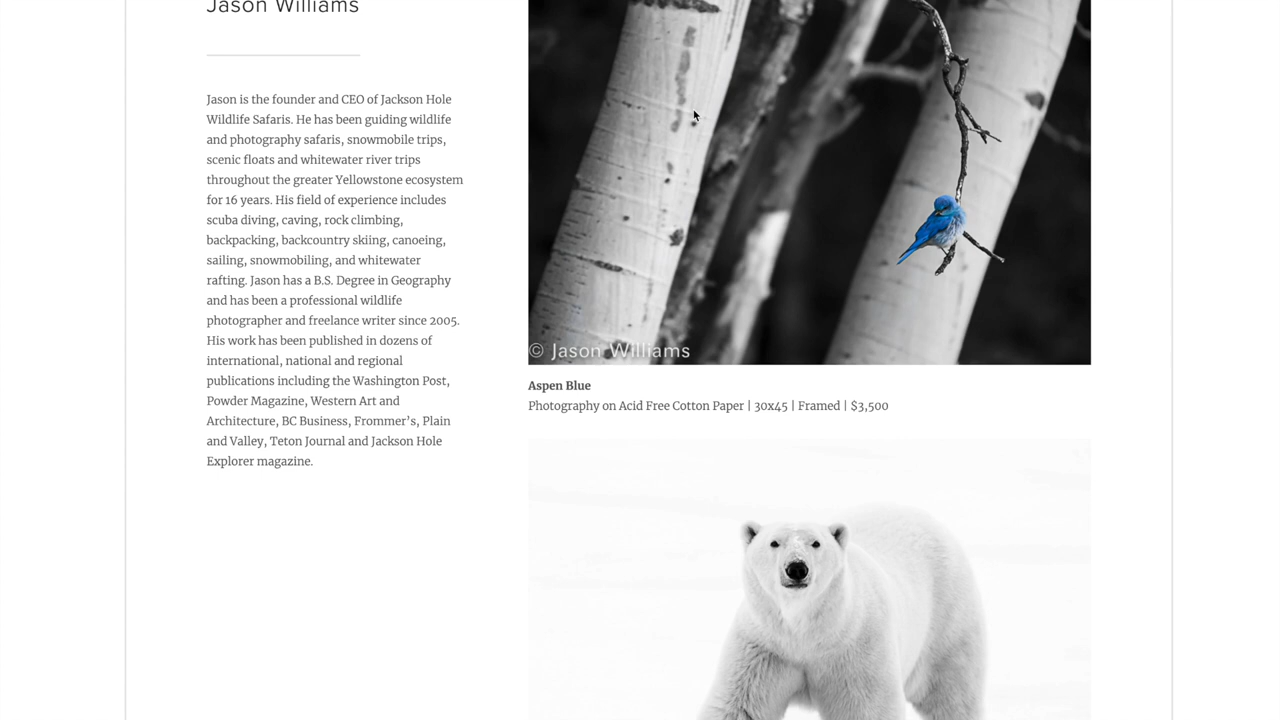 Jason Williams
Jason is the founder and CEO of Jackson Hole
Wildlife Safaris. He has been guiding wildlife
and photography safaris, snowmobile trips,
scenic floats and whitewater river trips
throughout the greater Yellowstone ecosystem
for 16 years. His field of experience includes
scuba diving, caving, rock climbing,
backpacking, backcountry skiing, canoeing,
sailing, snowmobiling, and whitewater
rafting. Jason has a B.S. Degree in Geography
and has been a professional wildlife
photographer and freelance writer since 2005.
His work has been published in dozens of
international, national and regional
publications including the Washington Post,
Powder Magazine, Western Art and
Architecture, BC Business, Frommer’s, Plain
and Valley, Teton Journal and Jackson Hole
Explorer magazine.
© Jason Williams
Aspen Blue
Photography on Acid Free Cotton Paper | 30x45 | Framed | $3,500